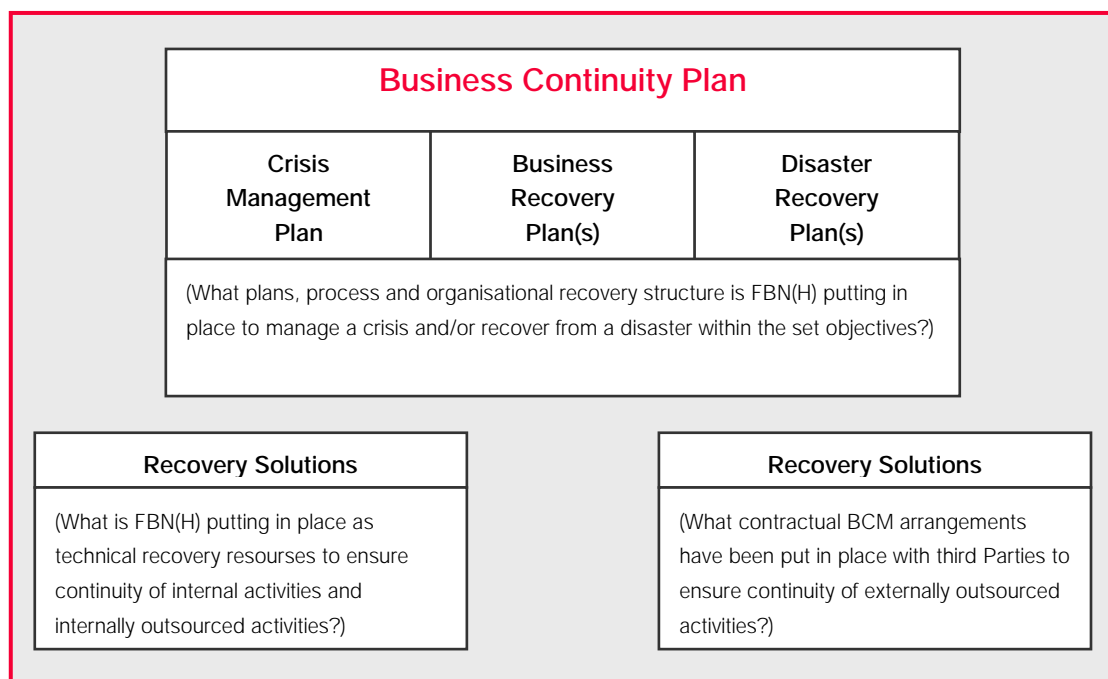 Business Continuity Plan
Crisis
Management
Plan
Business
Recovery
Plan(s)
Disaster
Recovery
Plan(s)
(What plans, process and organisational recovery structure is FBN(H) putting in
place to manage a crisis and/or recover from a disaster within the set objectives?)
Recovery Solutions
(What is FBN(H) putting in place as
technical recovery resourses to ensure
continuity of internal activities and
internally outsourced activities?)
Recovery Solutions
(What contractual BCM arrangements
have been put in place with third Parties to
ensure continuity of externally outsourced
activities?)